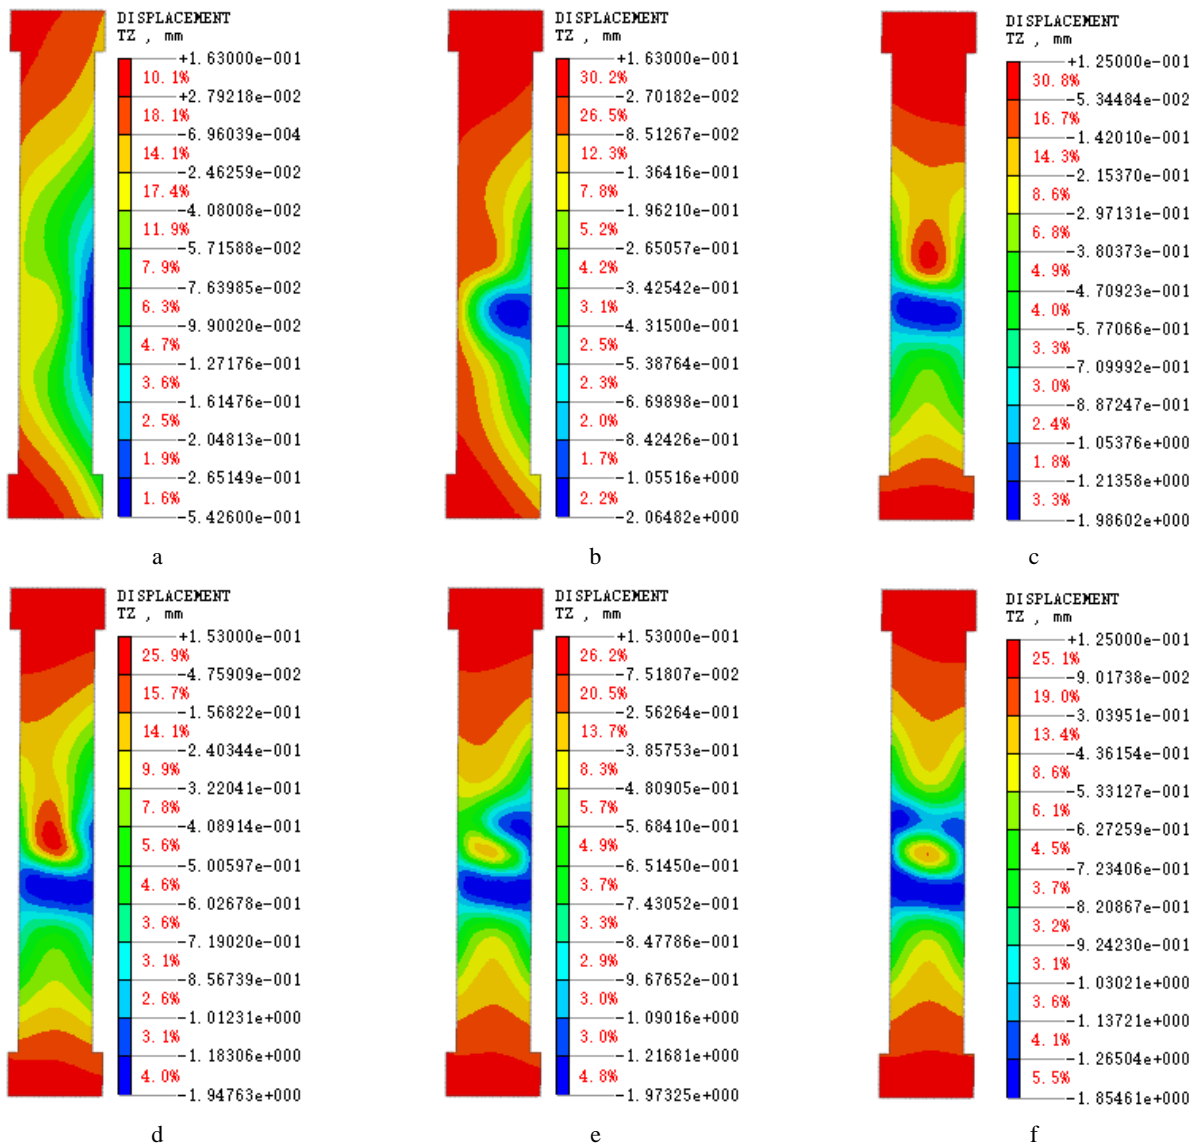 DISPLACEMENT
TZ , mm
+1.63000e-001
10.1%
+2.79218e-002
18.1%
-6.96039e-004
14.1%
-2.46259e-002
17.4%
-4.08008e-002
11.9%
-5.71588e-002
7.9%
-7.63985e-002
6.3%
-9.90020e-002
4.7%
-1.27176e-001
3.6%
-1.61476e-001
2.5%
-2.04813e-001
1.9%
-2.65149e-001
1.6%
-5.42600e-001
a
DISPLACEMENT
TZ , mm
+1.63000e-001
30.2%
-2.70182e-002
26.5%
-8.51267e-002
12.3%
-1.36416e-001
7.8%
-1.96210e-001
5.2%
-2.65057e-001
4.2%
-3.42542e-001
3.1%
-4.31500e-001
2.5%
-5.38764e-001
2.3%
-6.69898e-001
2.0%
-8.42426e-001
1.7%
-1.05516e+000
2.2%
-2.06482e+000
b
DISPLACEMENT
TZ , mm
+1.25000e-001
30.8%
-5.34484e-002
16.7%
-1.42010e-001
14.3%
-2.15370e-001
8.6%
-2.97131e-001
6.8%
-3.80373e-001
4.9%
-4.70923e-001
4.0%
-5.77066e-001
3.3%
-7.09992e-001
3.0%
-8.87247e-001
2.4%
-1.05376e+000
1.8%
-1.21358e+000
3.3%
-1.98602e+000
c
DISPLACEMENT
TZ , mm
+1.53000e-001
25.9%
-4.75909e-002
15.7%
-1.56822e-001
14.1%
-2.40344e-001
9.9%
-3.22041e-001
7.8%
-4.08914e-001
5.6%
-5.00597e-001
4.6%
-6.02678e-001
3.6%
-7.19020e-001
3.1%
-8.56739e-001
2.6%
-1.01231e+000
3.1%
-1.18306e+000
4.0%
-1.94763e+000
d
DISPLACEMENT
TZ , mm
+1.53000e-001
26.2%
-7.51807e-002
20.5%
-2.56264e-001
13.7%
-3.85753e-001
8.3%
-4.80905e-001
5.7%
-5.68410e-001
4.9%
-6.51450e-001
3.7%
-7.43052e-001
3.3%
-8.47786e-001
2.9%
-9.67652e-001
3.0%
-1.09016e+000
3.0%
-1.21681e+000
4.8%
-1.97325e+000
e
DISPLACEMENT
TZ , mm
+1.25000e-001
25.1%
-9.01738e-002
19.0%
-3.03951e-001
13.4%
-4.36154e-001
8.6%
-5.33127e-001
6.1%
-6.27259e-001
4.5%
-7.23406e-001
3.7%
-8.20867e-001
3.2%
-9.24230e-001
3.1%
-1.03021e+000
3.6%
-1.13721e+000
4.1%
-1.26504e+000
5.5%
-1.85461e+000
f